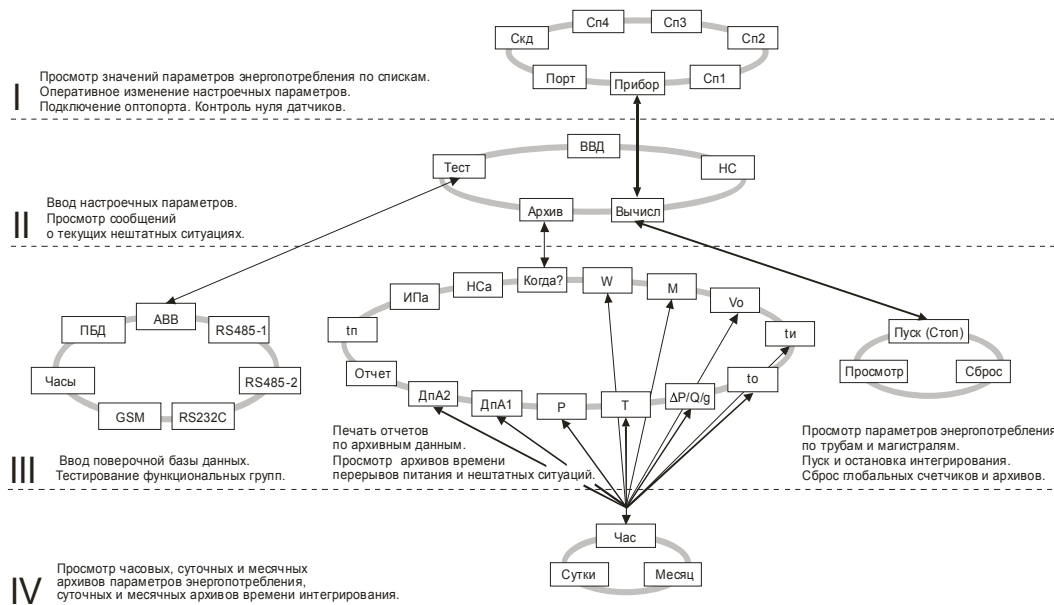 Сп4
Сп3
Скд
Сп2
Порт
Прибор
Сп1
I
Просмотр значений параметров энергопотребления по спискам.
Оперативное изменение настроечных параметров.
Подключение оптопорта. Контроль нуля датчиков.
ВВД
Тест
НС
Архив
Вычисл
II
Ввод настроечных параметров.
Просмотр сообщений
о текущих нештатных ситуациях.
Когда?
W
М
НСа
ИПа
Vo
tп
tи
Отчет
to
ДпА2
ДпА1
Р
Т
ΔP/Q/g
АВВ
ПБД
RS485-1
Часы
RS485-2
GSM
RS232C
Пуск (Стоп)
Просмотр
Сброс
III
Ввод поверочной базы данных.
Тестирование функциональных групп.
Печать отчетов
по архивным данным.
Просмотр архивов времени
перерывов питания и нештатных ситуаций.
Просмотр параметров энергопотребления
по трубам и магистралям.
Пуск и остановка интегрирования.
Сброс глобальных счетчиков и архивов.
Час
Сутки
Месяц
IV
Просмотр часовых, суточных и месячных
архивов параметров энергопотребления,
суточных и месячных архивов времени интегрирования.